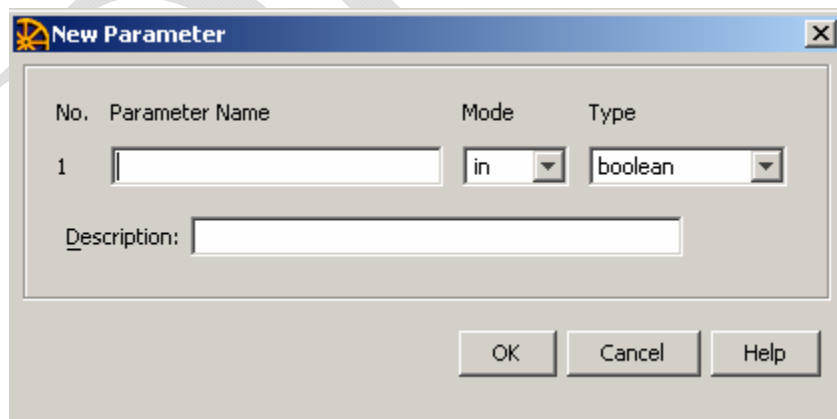 New Parameter
No. Parameter Name Mode Type
1 in boolean
Description:
OK Cancel Help